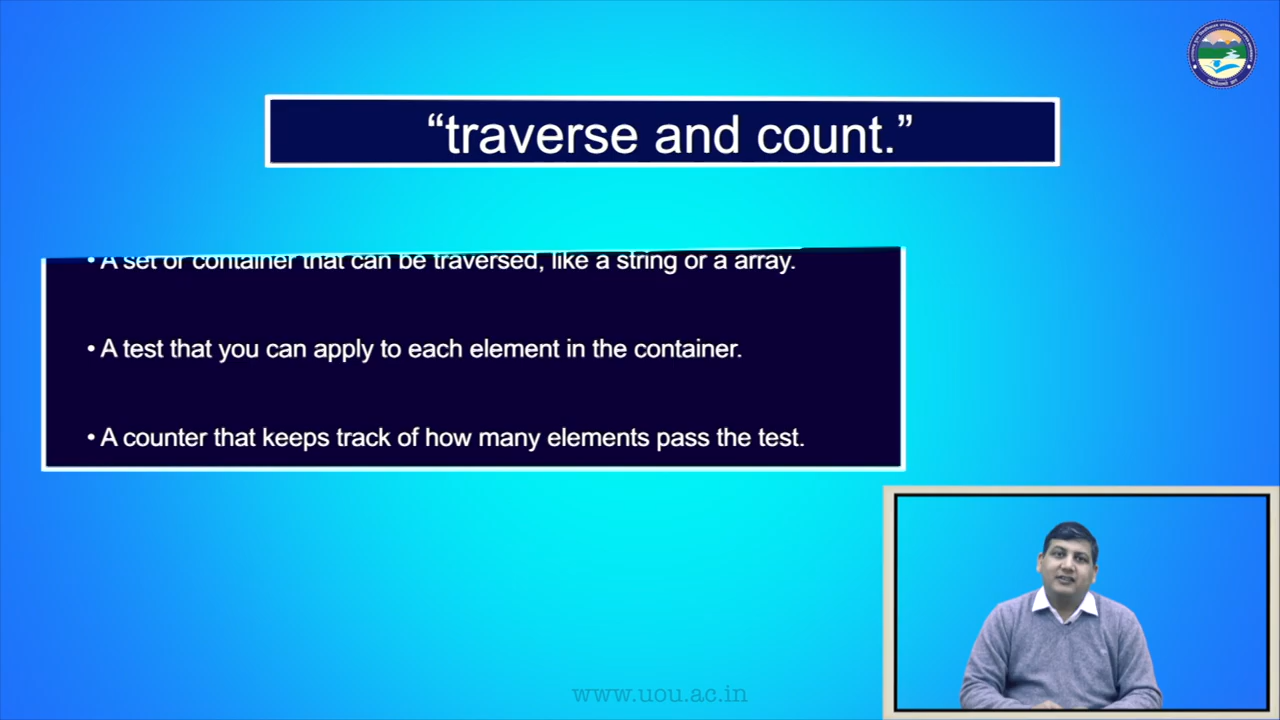 “traverse and count.”
• A set or container that can be traversed, like a string or a array.
• A test that you can apply to each element in the container.
• A counter that keeps track of how many elements pass the test.
www.uou.ac.in